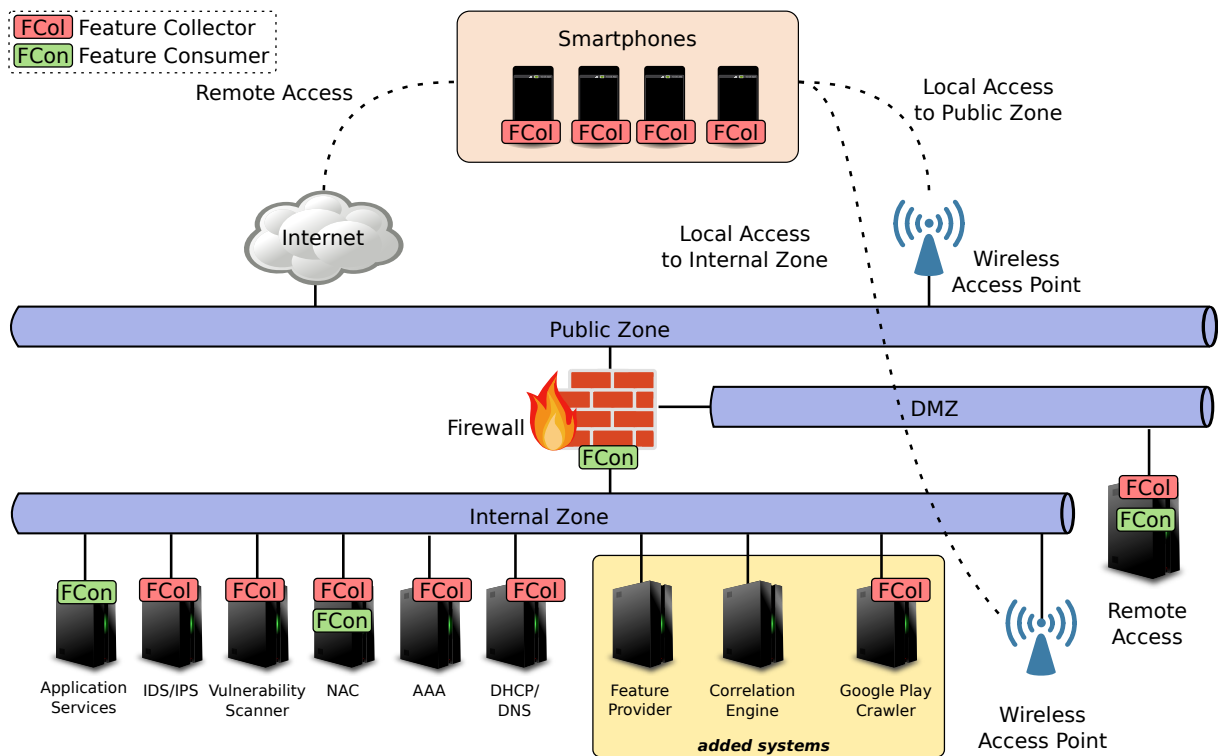 FCol Feature Collector
FCon Feature Consumer
Smartphones
FCol FCol FCol FCol
Remote Access
Local Access
to Public Zone
Internet
Local Access
to Internal Zone
Wireless
Access Point
Public Zone
Firewall
FCon
DMZ
Internal Zone
FCol
FCon
Remote
Access
FCon
FCol
FCol
FCol
FCon
FCol
FCol
FCol
Application
Services
IDS/IPS
Vulnerability
Scanner
NAC
AAA
DHCP/
DNS
Feature
Provider
Correlation
Engine
Google Play
Crawler
added systems
Wireless
Access Point